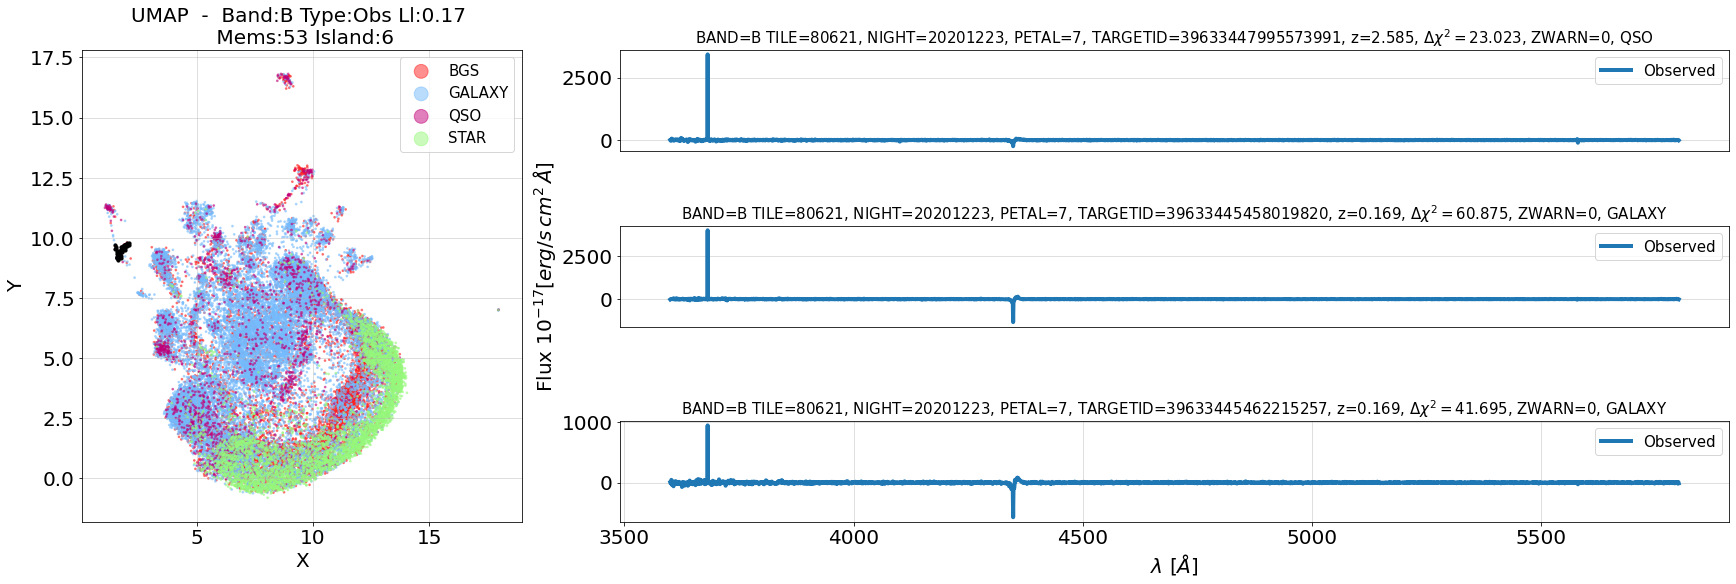 UMAP - Band:B Type:Obs Ll:0.17
Mems:53 Island:6
17.5
15.0
12.5
10.0
7.5
5.0
2.5
0.0
Y
5
10
15
X
BGS
GALAXY
QSO
STAR
Flux 10⁻¹⁷[erg/s cm² Å]
BAND=B TILE=80621, NIGHT=20201223, PETAL=7, TARGETID=39633447995573991, z=2.585, Δχ² = 23.023, ZWARN=0, QSO
2500
0
Observed
BAND=B TILE=80621, NIGHT=20201223, PETAL=7, TARGETID=39633445458019820, z=0.169, Δχ² = 60.875, ZWARN=0, GALAXY
2500
0
Observed
BAND=B TILE=80621, NIGHT=20201223, PETAL=7, TARGETID=39633445462215257, z=0.169, Δχ² = 41.695, ZWARN=0, GALAXY
1000
0
Observed
3500
4000
4500
5000
5500
λ [Å]